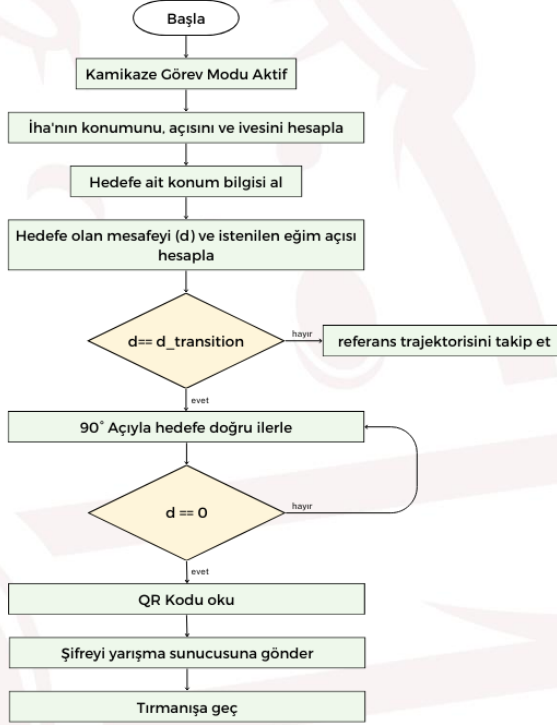 Başla
Kamikaze Görev Modu Aktif
İha'nın konumunu, açısını ve ivesini hesapla
Hedefe ait konum bilgisi al
Hedefe olan mesafeyi (d) ve istenilen eğim açısı
hesapla
d== d_transition
hayır
referans trajektorisini takip et
evet
90° Açıyla hedefe doğru ilerle
d == 0
hayır
evet
QR Kodu oku
Şifreyi yarışma sunucusuna gönder
Tırmanışa geç